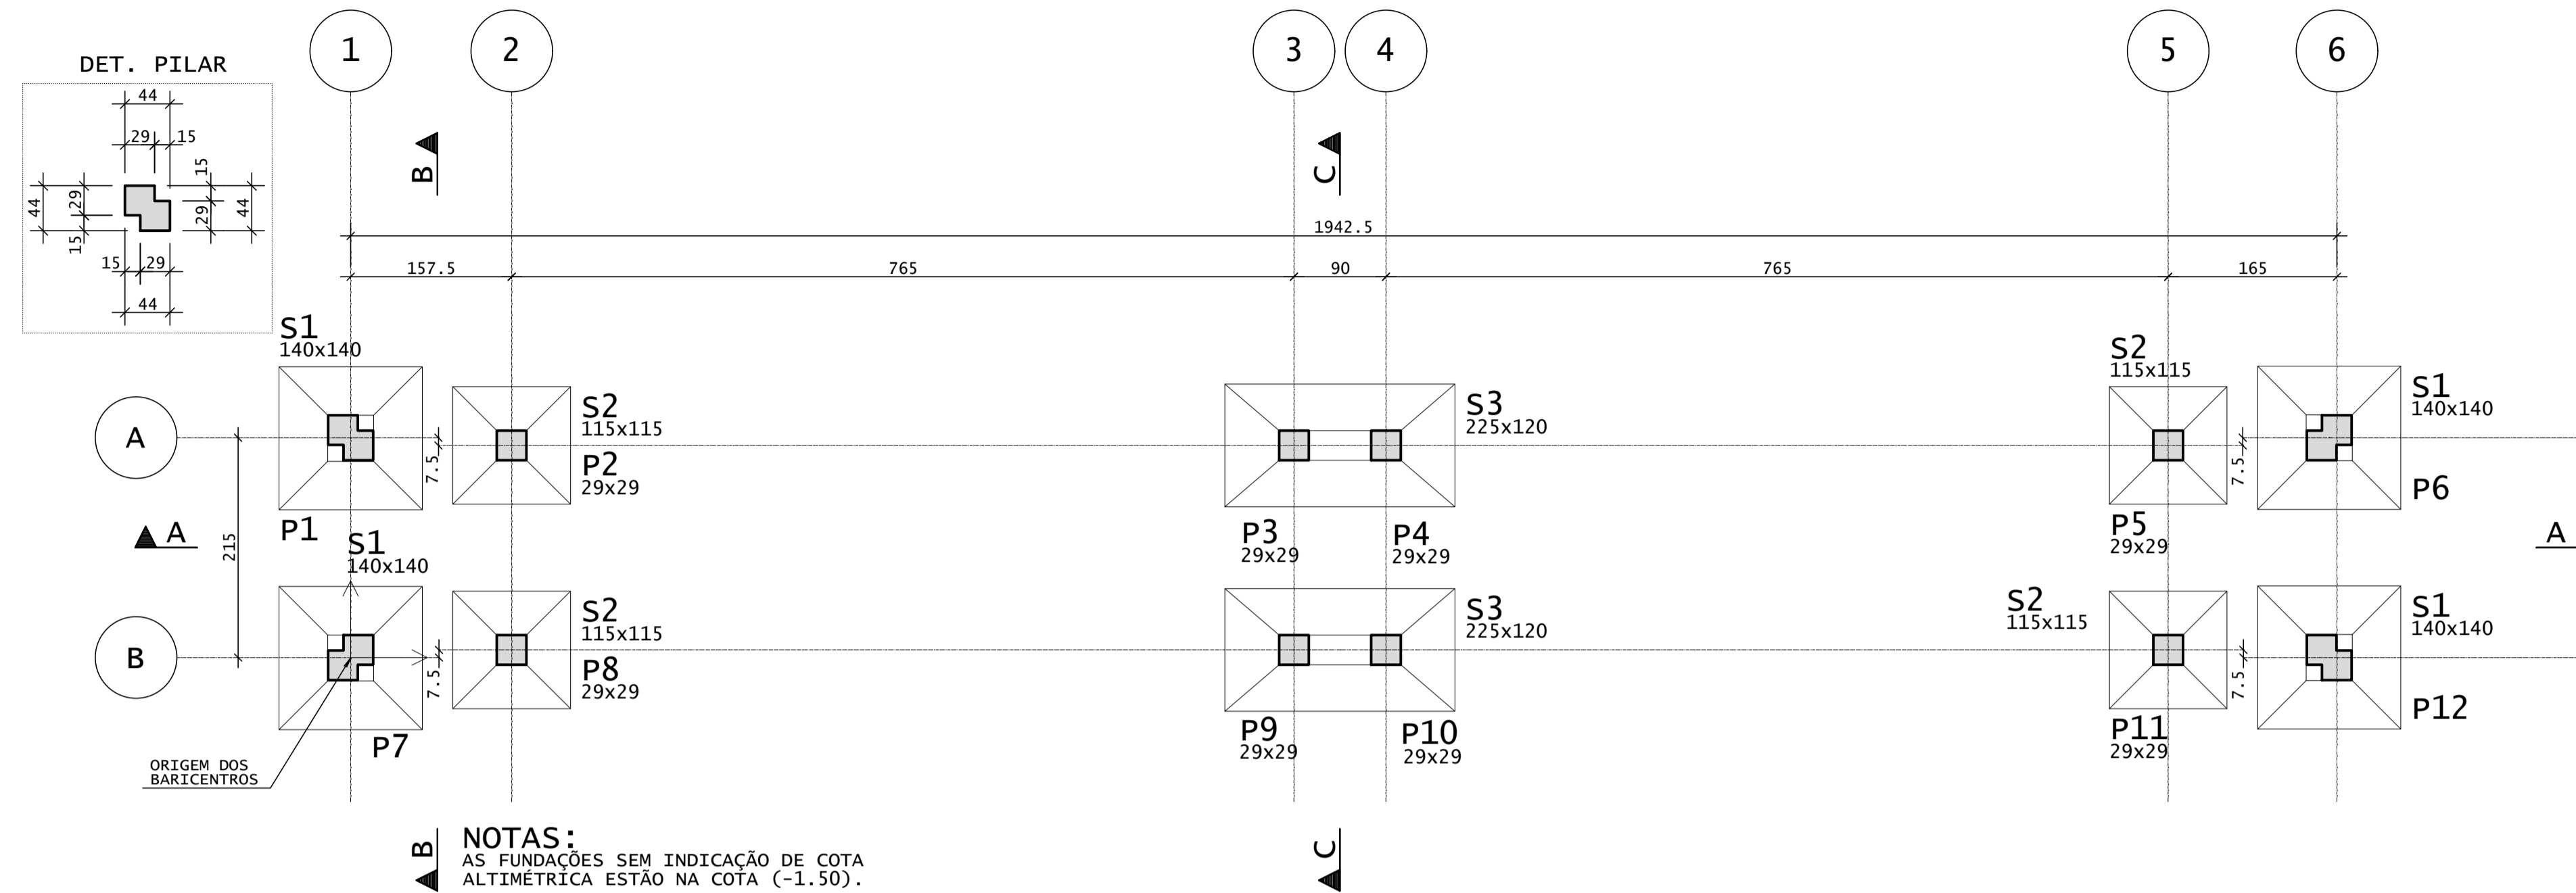 1
2
3
4
5
6
DET. PILAR
44
29
15
15
44
29
15
29
44
15
29
44
B
C
1942.5
157.5
765
90
765
165
S1
140x140
S2
115x115
S2
115x115
P2
29x29
S3
225x120
S1
140x140
A
7.5
7.5
P1
P3
29x29
P4
29x29
P5
29x29
P6
A
215
A
S1
140x140
S2
115x115
P8
29x29
S3
225x120
S2
115x115
S1
140x140
B
7.5
7.5
P7
P9
29x29
P10
29x29
P11
29x29
P12
ORIGEM DOS
BARICENTROS
B
C
NOTAS:
AS FUNDAÇÕES SEM INDICAÇÃO DE COTA
ALTIMÉTRICA ESTÃO NA COTA (-1.50).